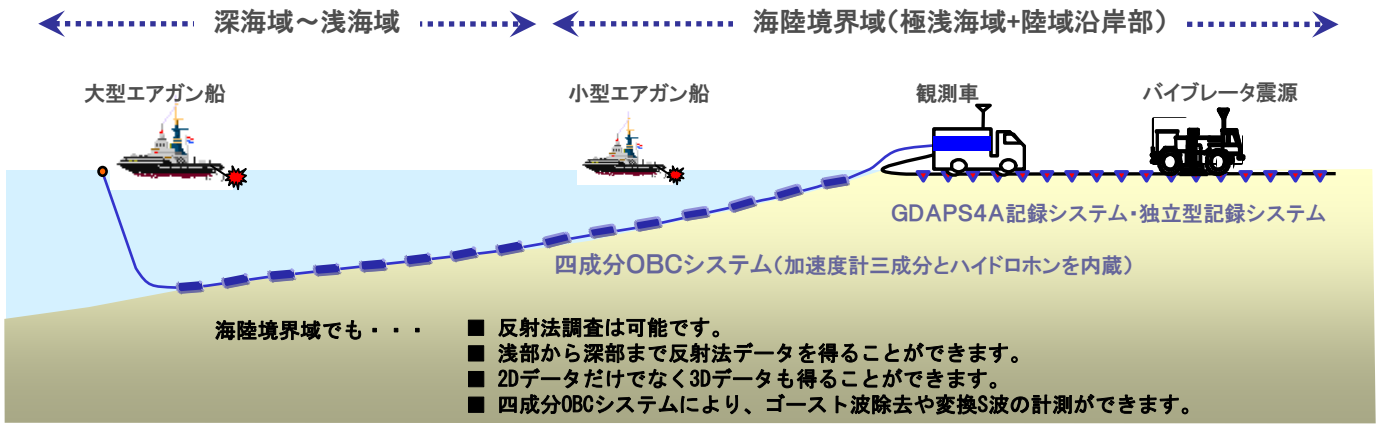 深海域～浅海域
海陸境界域(極浅海域+陸域沿岸部)
大型エアガン船
小型エアガン船
観測車
バイブレータ震源
GDAPS4A記録システム・独立型記録システム
四成分OBCシステム(加速度計三成分とハイドロホンを内蔵)
海陸境界域でも・・・
■ 反射法調査は可能です。
■ 浅部から深部まで反射法データを得ることができます。
■ 2Dデータだけでなく3Dデータも得ることができます。
■ 四成分OBCシステムにより、ゴースト波除去や変換S波の計測ができます。